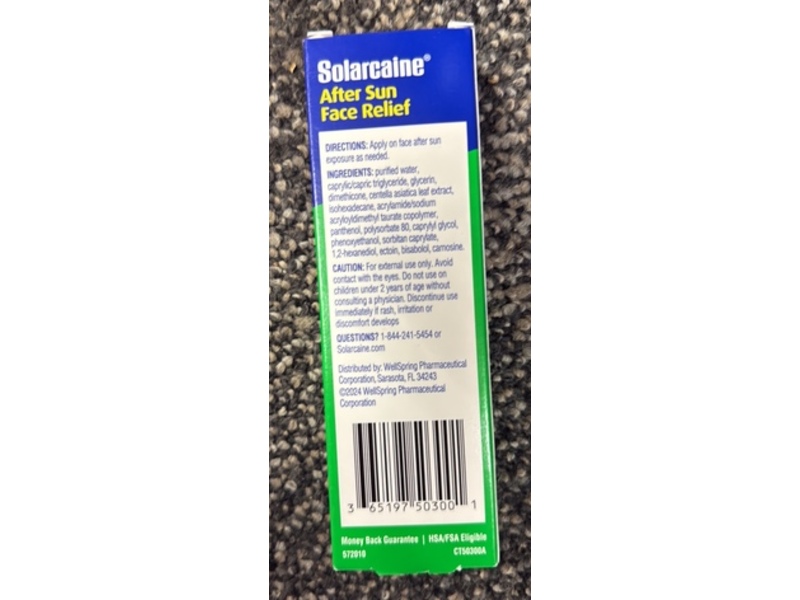 Solarcaine®
After Sun
Face Relief
DIRECTIONS: Apply on face after sun
exposure as needed.
INGREDIENTS: purified water,
caprylic/capric triglyceride, glycerin,
dimethicone, centella asiatica leaf extract,
isohexadecane, acrylamide/sodium
acryloyldimethyl taurate copolymer,
panthenol, polysorbate 80, caprylyl glycol,
phenoxyethanol, sorbitan caprylate,
1,2-hexanediol, ectoin, bisabolol, carnosine.
CAUTION: For external use only. Avoid
contact with the eyes. Do not use on
children under 2 years of age without
consulting a physician. Discontinue use
immediately if rash, irritation or
discomfort develops
QUESTIONS? 1-844-241-5454 or
Solarcaine.com
Distributed by: WellSpring Pharmaceutical
Corporation, Sarasota, FL 34243
©2024 WellSpring Pharmaceutical
Corporation
3 65197 50300 1
Money Back Guarantee | HSA/FSA Eligible
572010 CT50300A